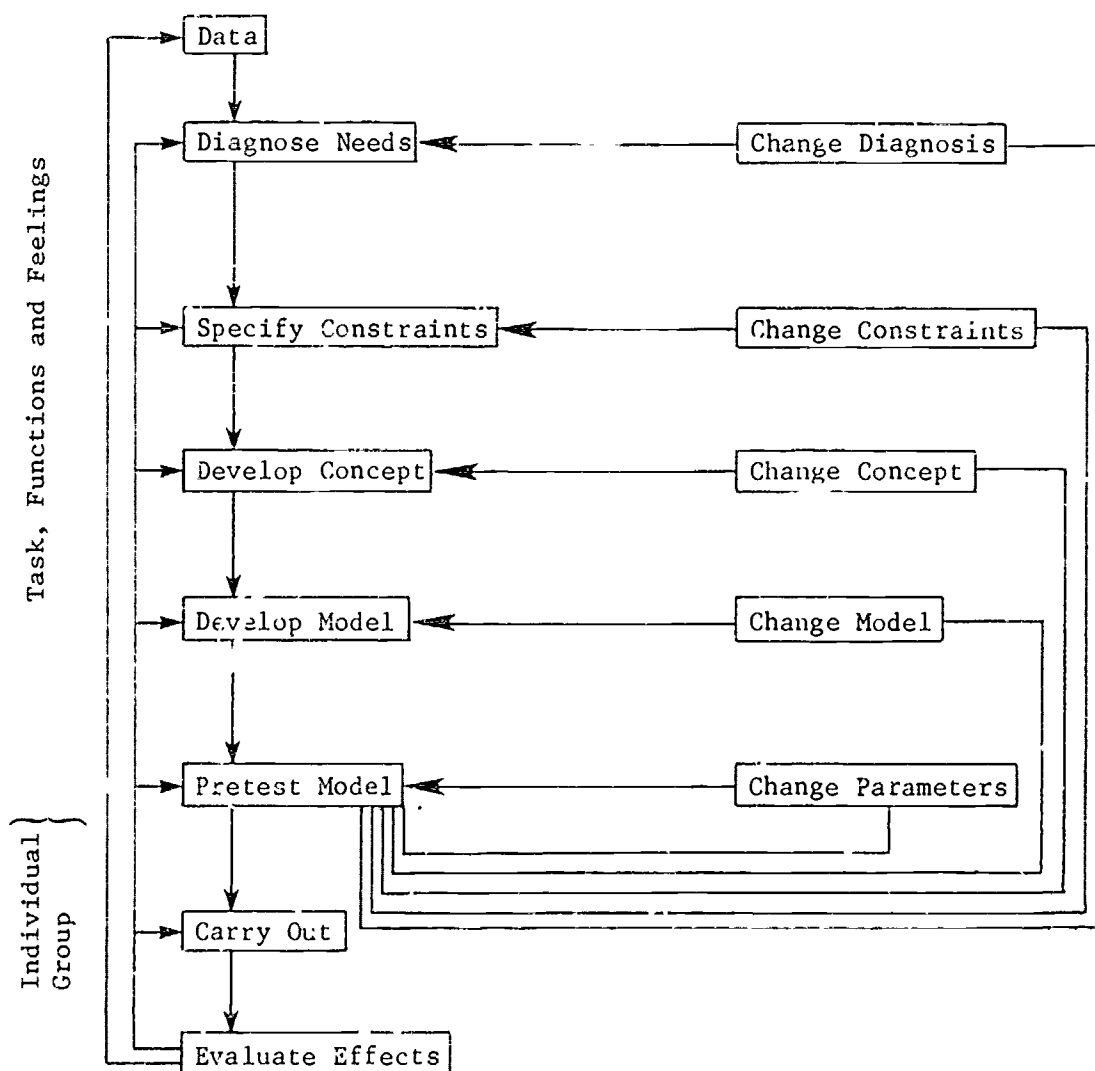 Data
Diagnose Needs
Change Diagnosis
Specify Constraints
Change Constraints
Develop Concept
Change Concept
Develop Model
Change Model
Pretest Model
Change Parameters
Carry Out
Evaluate Effects
Task, Functions and Feelings
Individual
Group